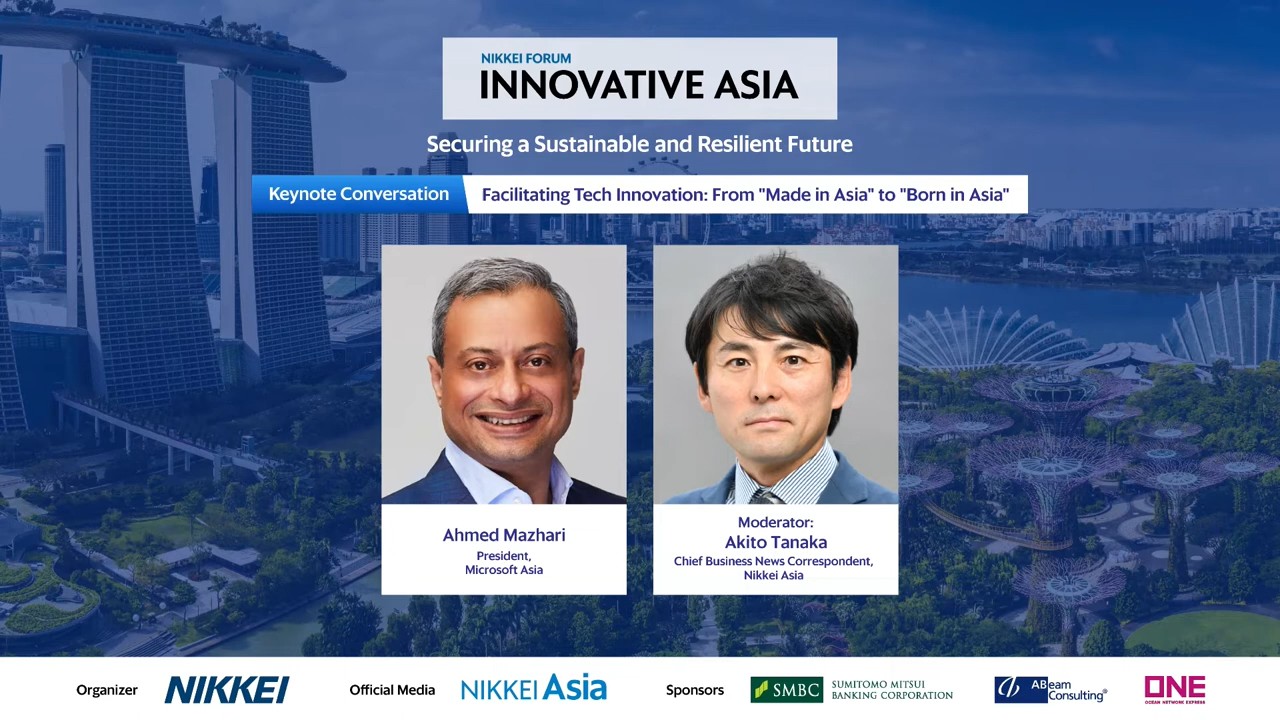 NIKKEI FORUM
INNOVATIVE ASIA
Securing a Sustainable and Resilient Future
Keynote Conversation
Facilitating Tech Innovation: From "Made in Asia" to "Born in Asia"
Ahmed Mazhari
President,
Microsoft Asia
Moderator:
Akito Tanaka
Chief Business News Correspondent,
Nikkei Asia
Organizer
NIKKEI
Official Media
NIKKEI Asia
Sponsors
SMBC
SUMITOMO MITSUI
BANKING CORPORATION
ABeam
Consulting®
ONE
OCEAN NETWORK EXPRESS